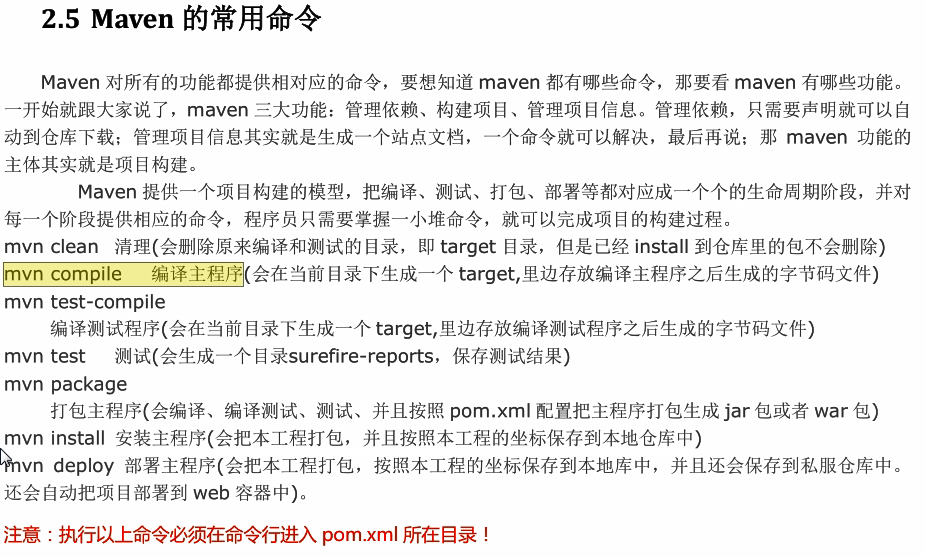 2.5 Maven 的常用命令
Maven 对所有的功能都提供相对应的命令，要想知道 maven 都有哪些命令，那要看 maven 有哪些功能。
一开始就跟大家说了，maven 三大功能：管理依赖、构建项目、管理项目信息。管理依赖，只需要声明就可以自
动到仓库下载；管理项目信息其实就是生成一个站点文档，一个命令就可以解决，最后再说；那 maven 功能的
主体其实就是项目构建。
Maven 提供一个项目构建的模型，把编译、测试、打包、部署等都对应成一个个的生命周期阶段，并对
每一个阶段提供相应的命令，程序员只需要掌握一小堆命令，就可以完成项目的构建过程。
mvn clean 清理(会删除原来编译和测试的目录，即 target 目录，但是已经 install 到仓库里的包不会删除)
mvn compile 编译主程序(会在当前目录下生成一个 target,里边存放编译主程序之后生成的字节码文件)
mvn test-compile
编译测试程序(会在当前目录下生成一个 target,里边存放编译测试程序之后生成的字节码文件)
mvn test 测试(会生成一个目录surefire-reports，保存测试结果)
mvn package
打包主程序(会编译、编译测试、测试、并且按照 pom.xml 配置把主程序打包生成 jar 包或者 war 包)
mvn install 安装主程序(会把本工程打包，并且按照本工程的坐标保存到本地仓库中)
mvn deploy 部署主程序(会把本工程打包，按照本工程的坐标保存到本地库中，并且还会保存到私服仓库中。
还会自动把项目部署到 web 容器中)。
注意：执行以上命令必须在命令行进入 pom.xml 所在目录！